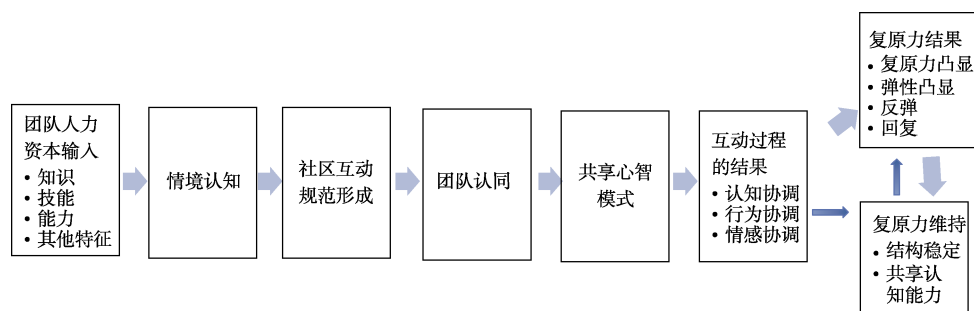 团队人力
资本输入
• 知识
• 技能
• 能力
• 其他特征
情境认知
社区互动
规范形成
团队认同
共享心智
模式
互动过程
的结果
• 认知协调
• 行为协调
• 情感协调
复原力结果
• 复原力凸显
• 弹性凸显
• 反弹
• 回复
复原力维持
• 结构稳定
• 共享认
知能力